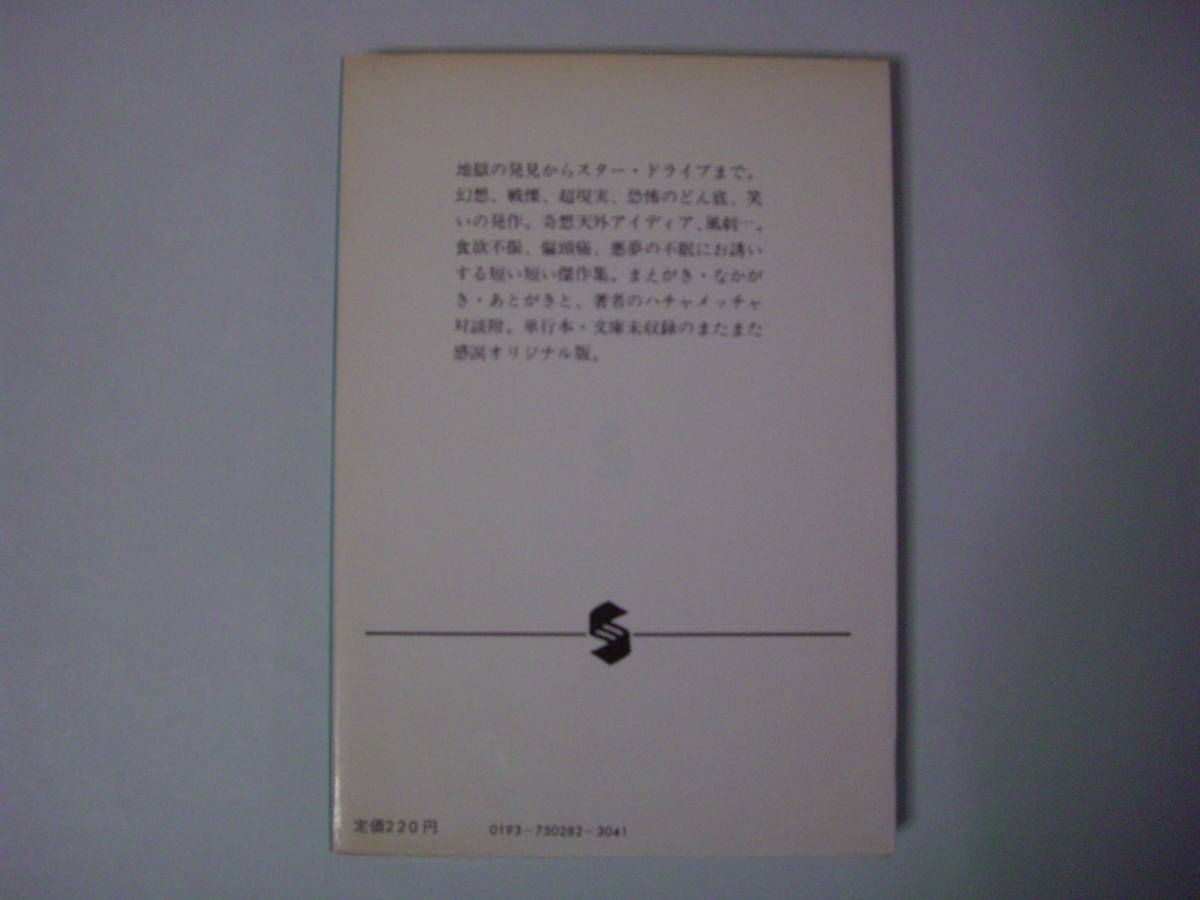 地獄の発見からスター・ドライブまで。
幻想、戦慄、超現実、恐怖のどん底、笑
いの発作。奇想天外アイディア、風刺…。
食欲不振、偏頭痛、悪夢の不眠にお誘い
する短い短い傑作集。まえがき・なかが
き・あとがきと、著者のハチャメッチャ
対談附。単行本・文庫未収録のまたまた
感涙オリジナル版。
定価220円
0193-750282-3041